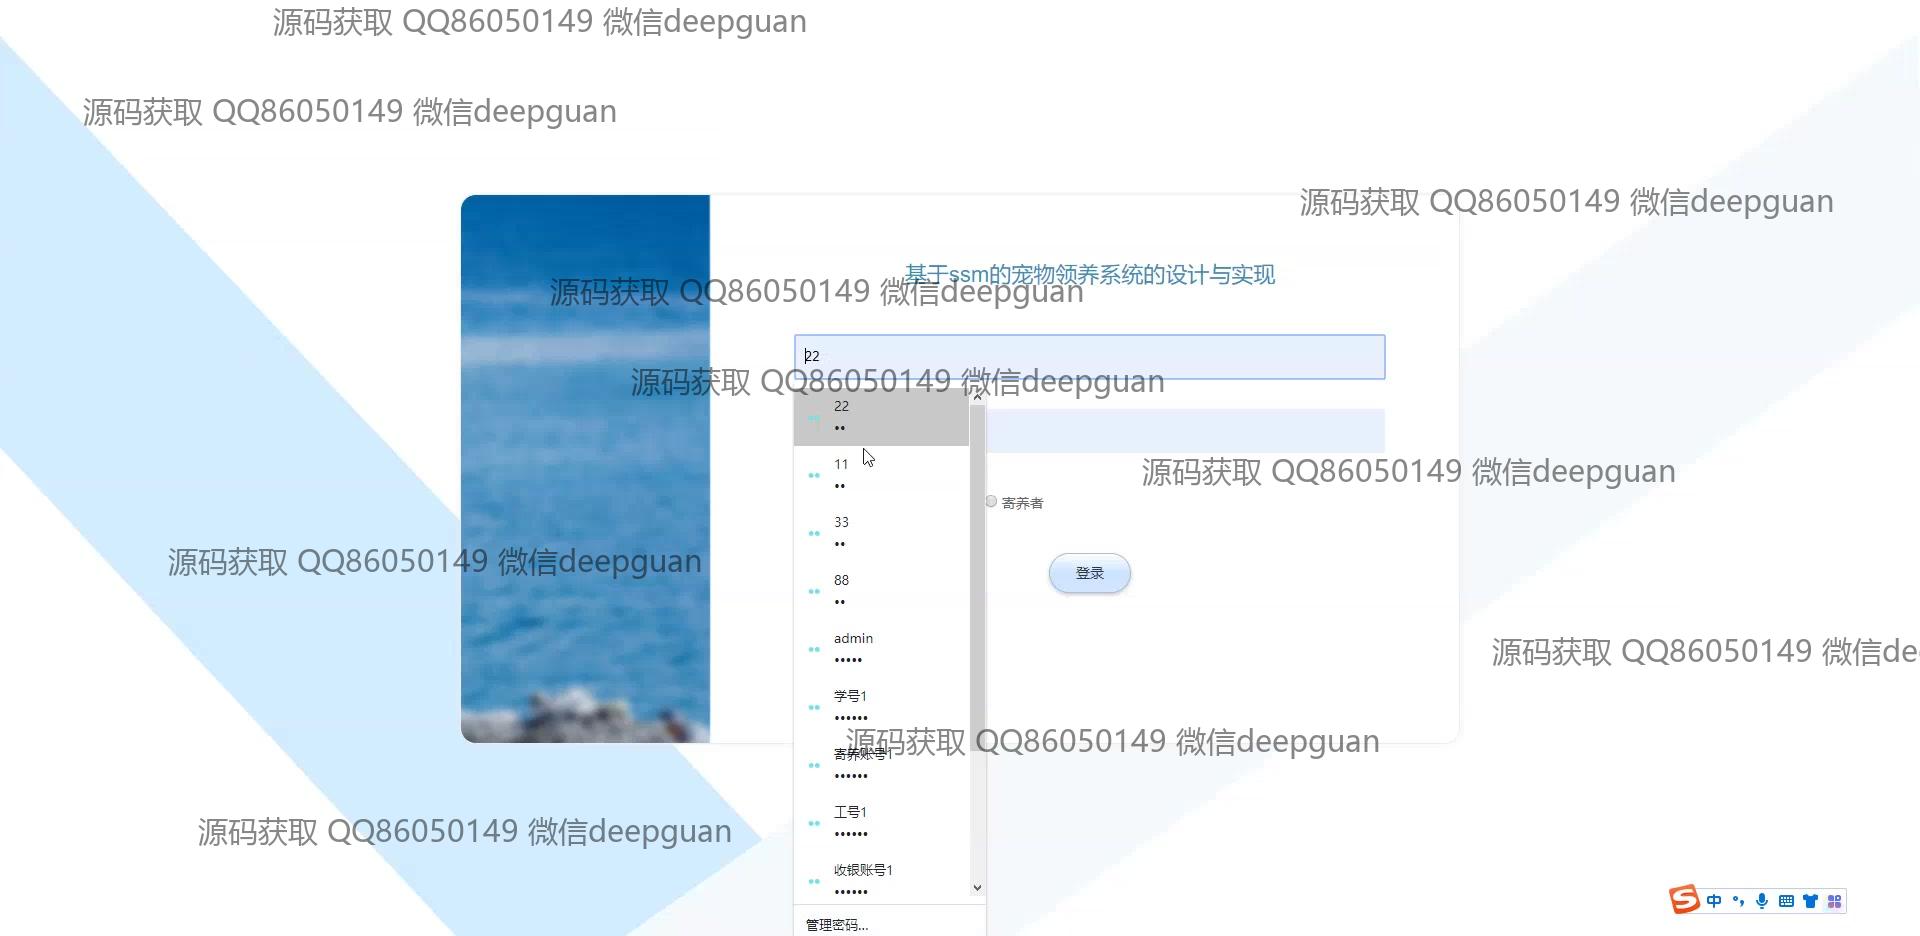 源码获取 QQ86050149 微信deepguan
源码获取 QQ86050149 微信deepguan
源码获取 QQ86050149 微信deepguan
基于ssm的宠物领养系统的设计与实现
源码获取 QQ86050149 微信deepguan
22
源码获取 QQ86050149 微信deepguan
22
••
11
••
源码获取 QQ86050149 微信deepguan
寄养者
33
••
源码获取 QQ86050149 微信deepguan
登录
88
••
admin
•••••
源码获取 QQ86050149 微信de
学号1
••••••
源码获取 QQ86050149 微信deepguan
寄养账号1
••••••
工号1
••••••
源码获取 QQ86050149 微信deepguan
收银账号1
••••••
中
管理密码...